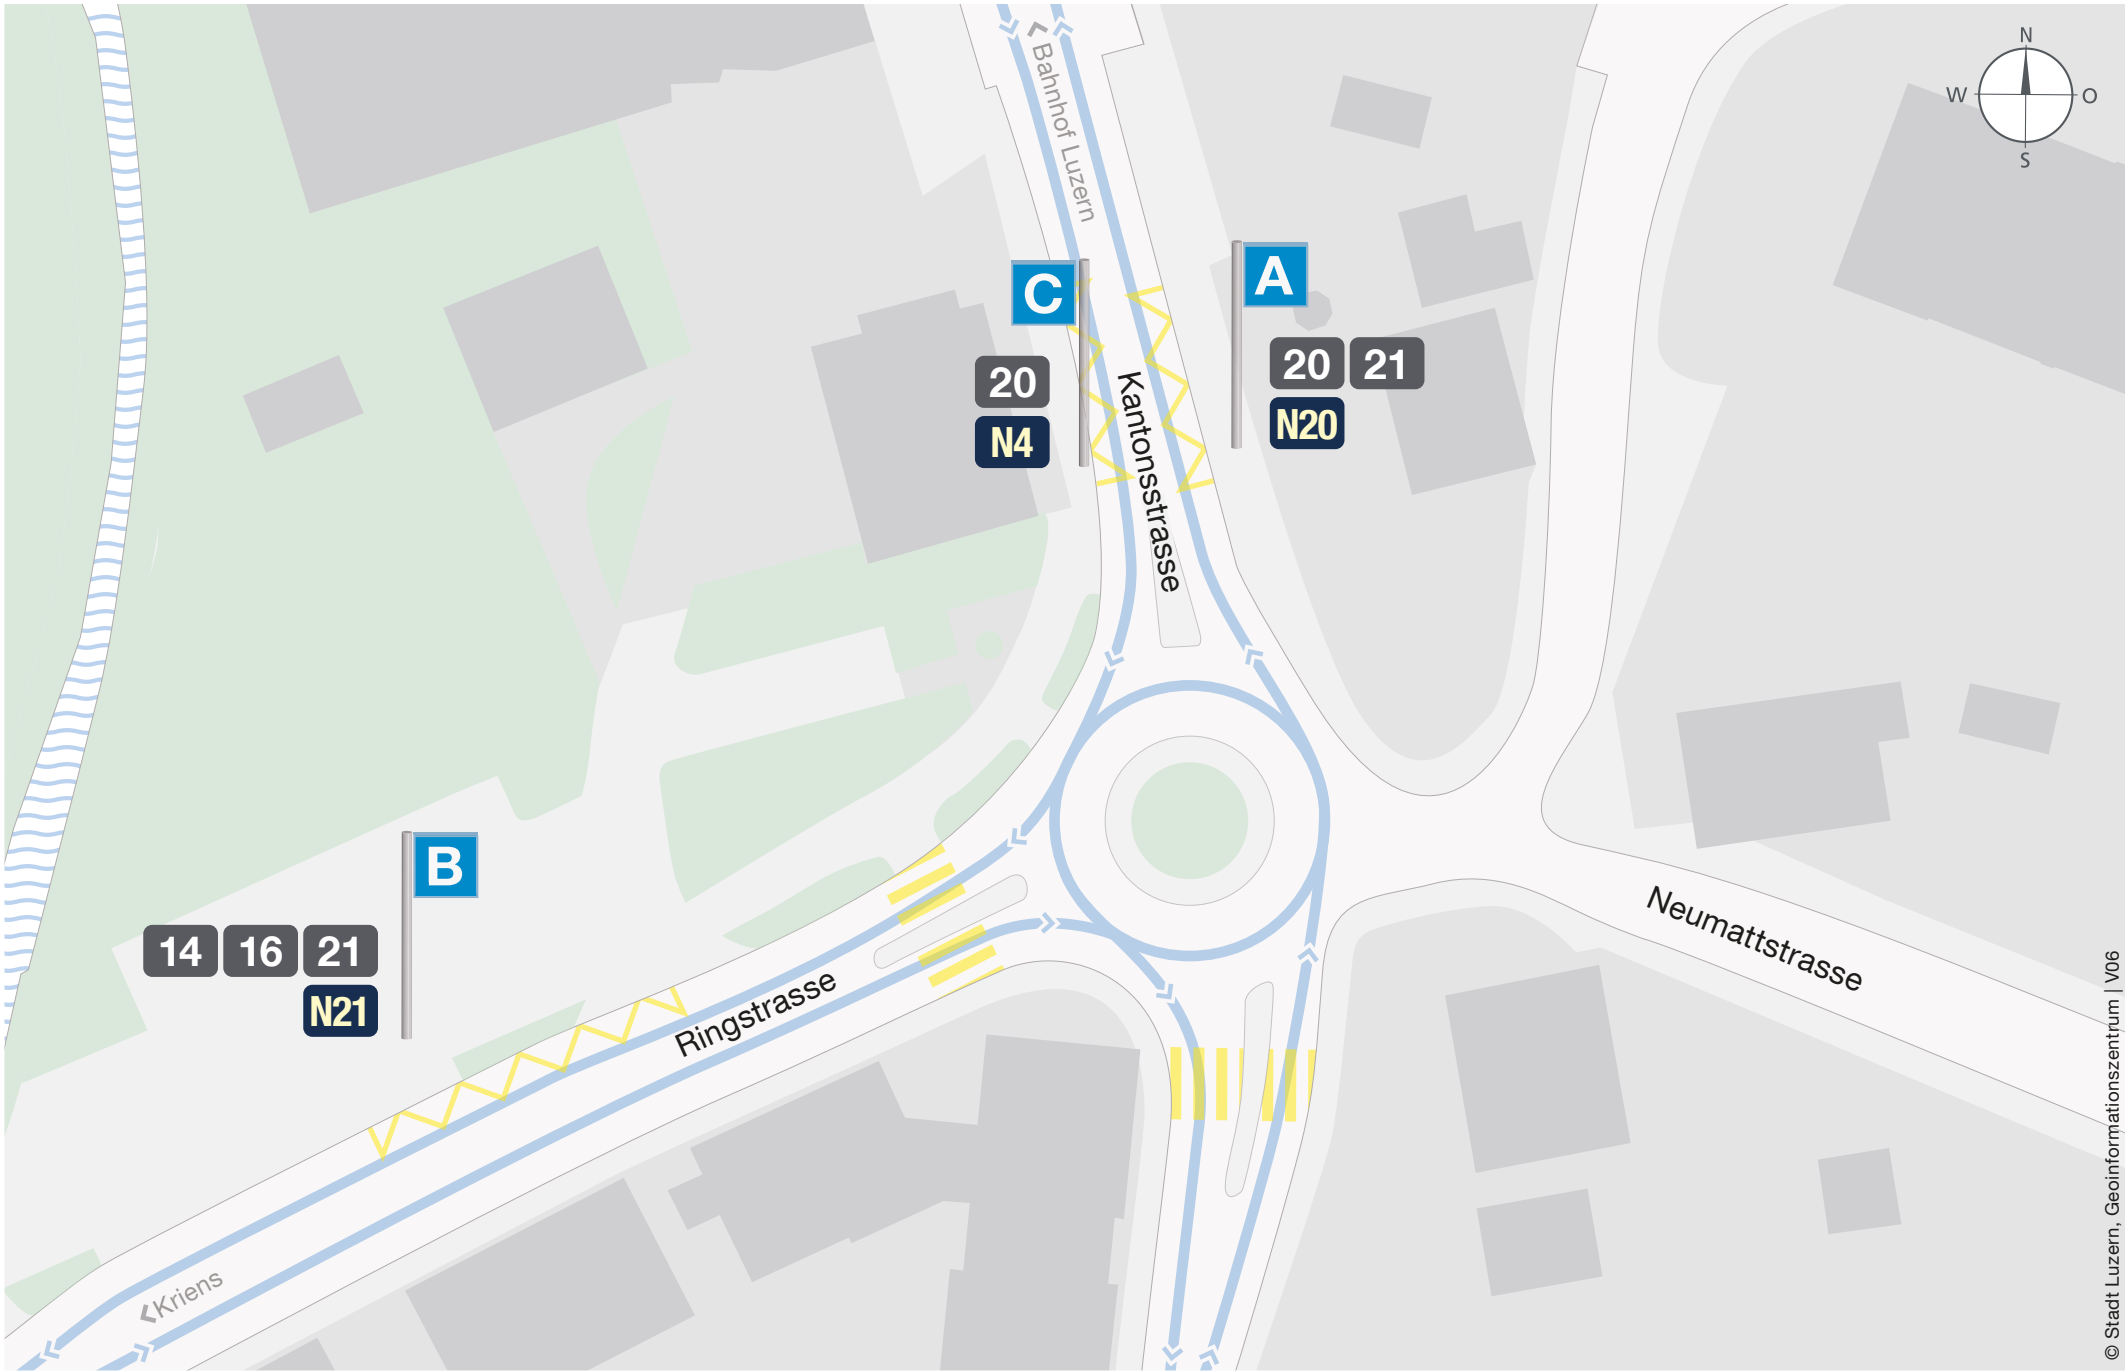 N
W
O
S
Bahnhof Luzern
C
A
20
N4
20 21
N20
Kantonsstrasse
B
14 16 21
N21
Ringstrasse
Neumattstrasse
Kriens
© Stadt Luzern, Geoinformationszentrum | V06